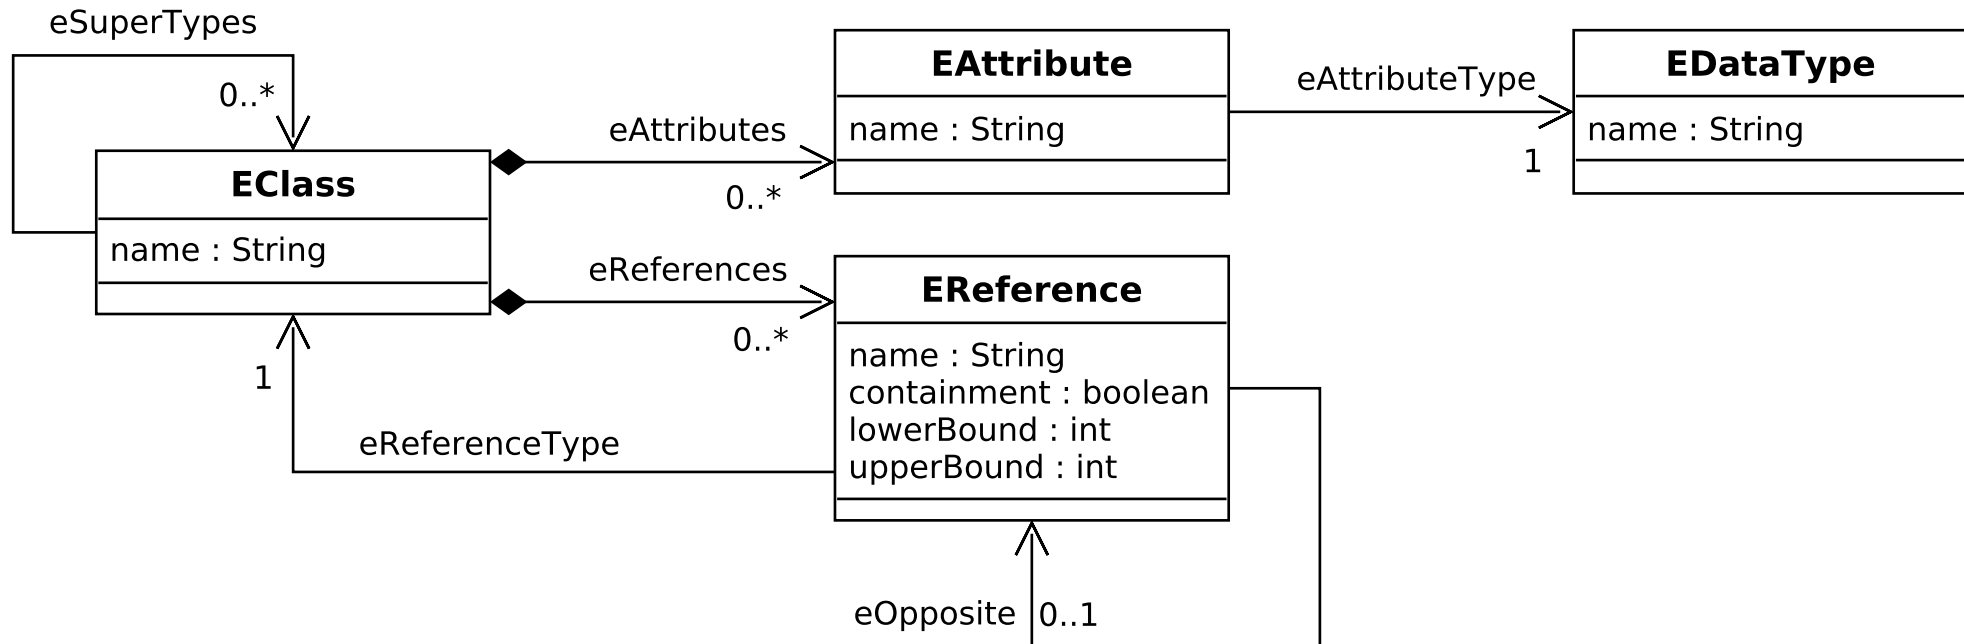 eSuperTypes
0..*
EClass
name : String
eAttributes
0..*
EAttribute
name : String
eAttributeType
1
EDataType
name : String
eReferences
0..*
EReference
name : String
containment : boolean
lowerBound : int
upperBound : int
1
eReferenceType
eOpposite
0..1